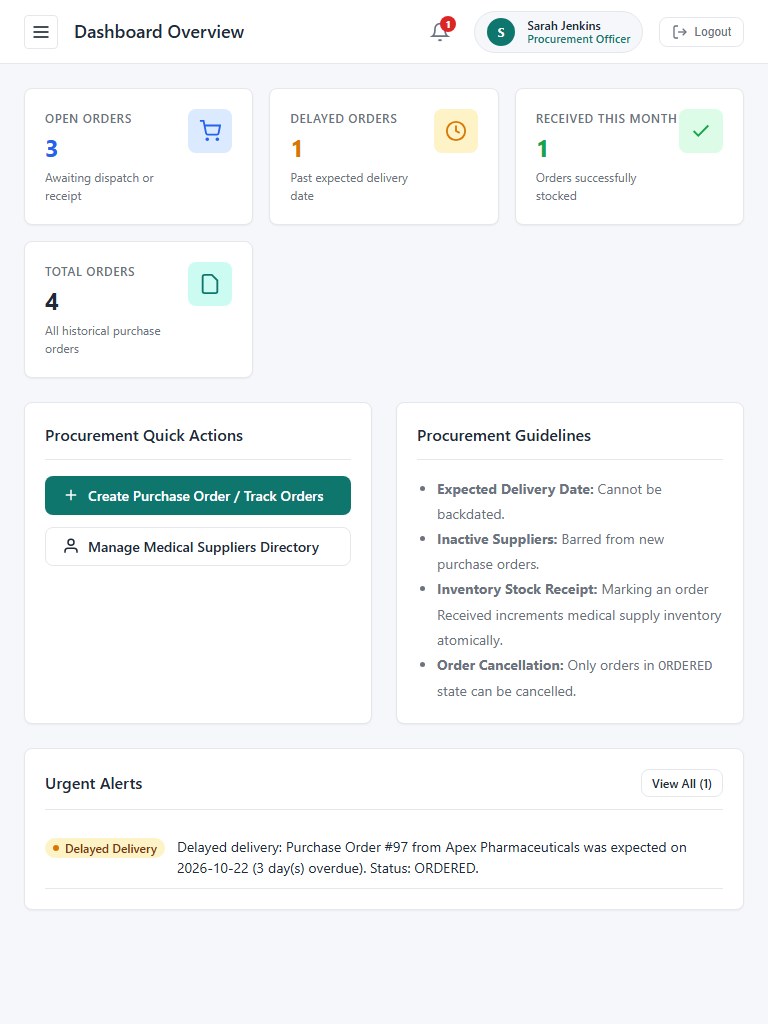 Dashboard Overview
1
S
Sarah Jenkins
Procurement Officer
Logout
OPEN ORDERS
3
Awaiting dispatch or
receipt
DELAYED ORDERS
1
Past expected delivery
date
RECEIVED THIS MONTH
1
Orders successfully
stocked
TOTAL ORDERS
4
All historical purchase
orders
Procurement Quick Actions
Create Purchase Order / Track Orders
Manage Medical Suppliers Directory
Procurement Guidelines
Expected Delivery Date: Cannot be
backdated.
Inactive Suppliers: Barred from new
purchase orders.
Inventory Stock Receipt: Marking an order
Received increments medical supply inventory
atomically.
Order Cancellation: Only orders in ORDERED
state can be cancelled.
Urgent Alerts
View All (1)
Delayed Delivery
Delayed delivery: Purchase Order #97 from Apex Pharmaceuticals was expected on
2026-10-22 (3 day(s) overdue). Status: ORDERED.